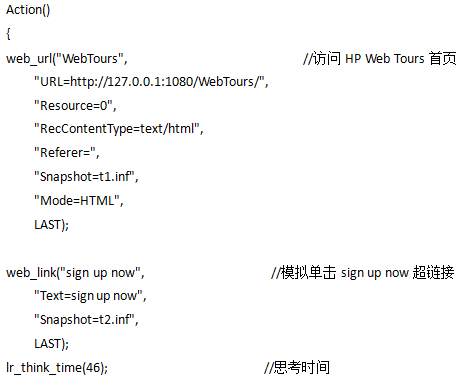 Action()
{
web_url("WebTours", //访问 HP Web Tours 首页
"URL=http://127.0.0.1:1080/WebTours/",
"Resource=0",
"RecContentType=text/html",
"Referer=",
"Snapshot=t1.inf",
"Mode=HTML",
LAST);
web_link("sign up now", //模拟单击 sign up now 超链接
"Text=sign up now",
"Snapshot=t2.inf",
LAST);
lr_think_time(46); //思考时间